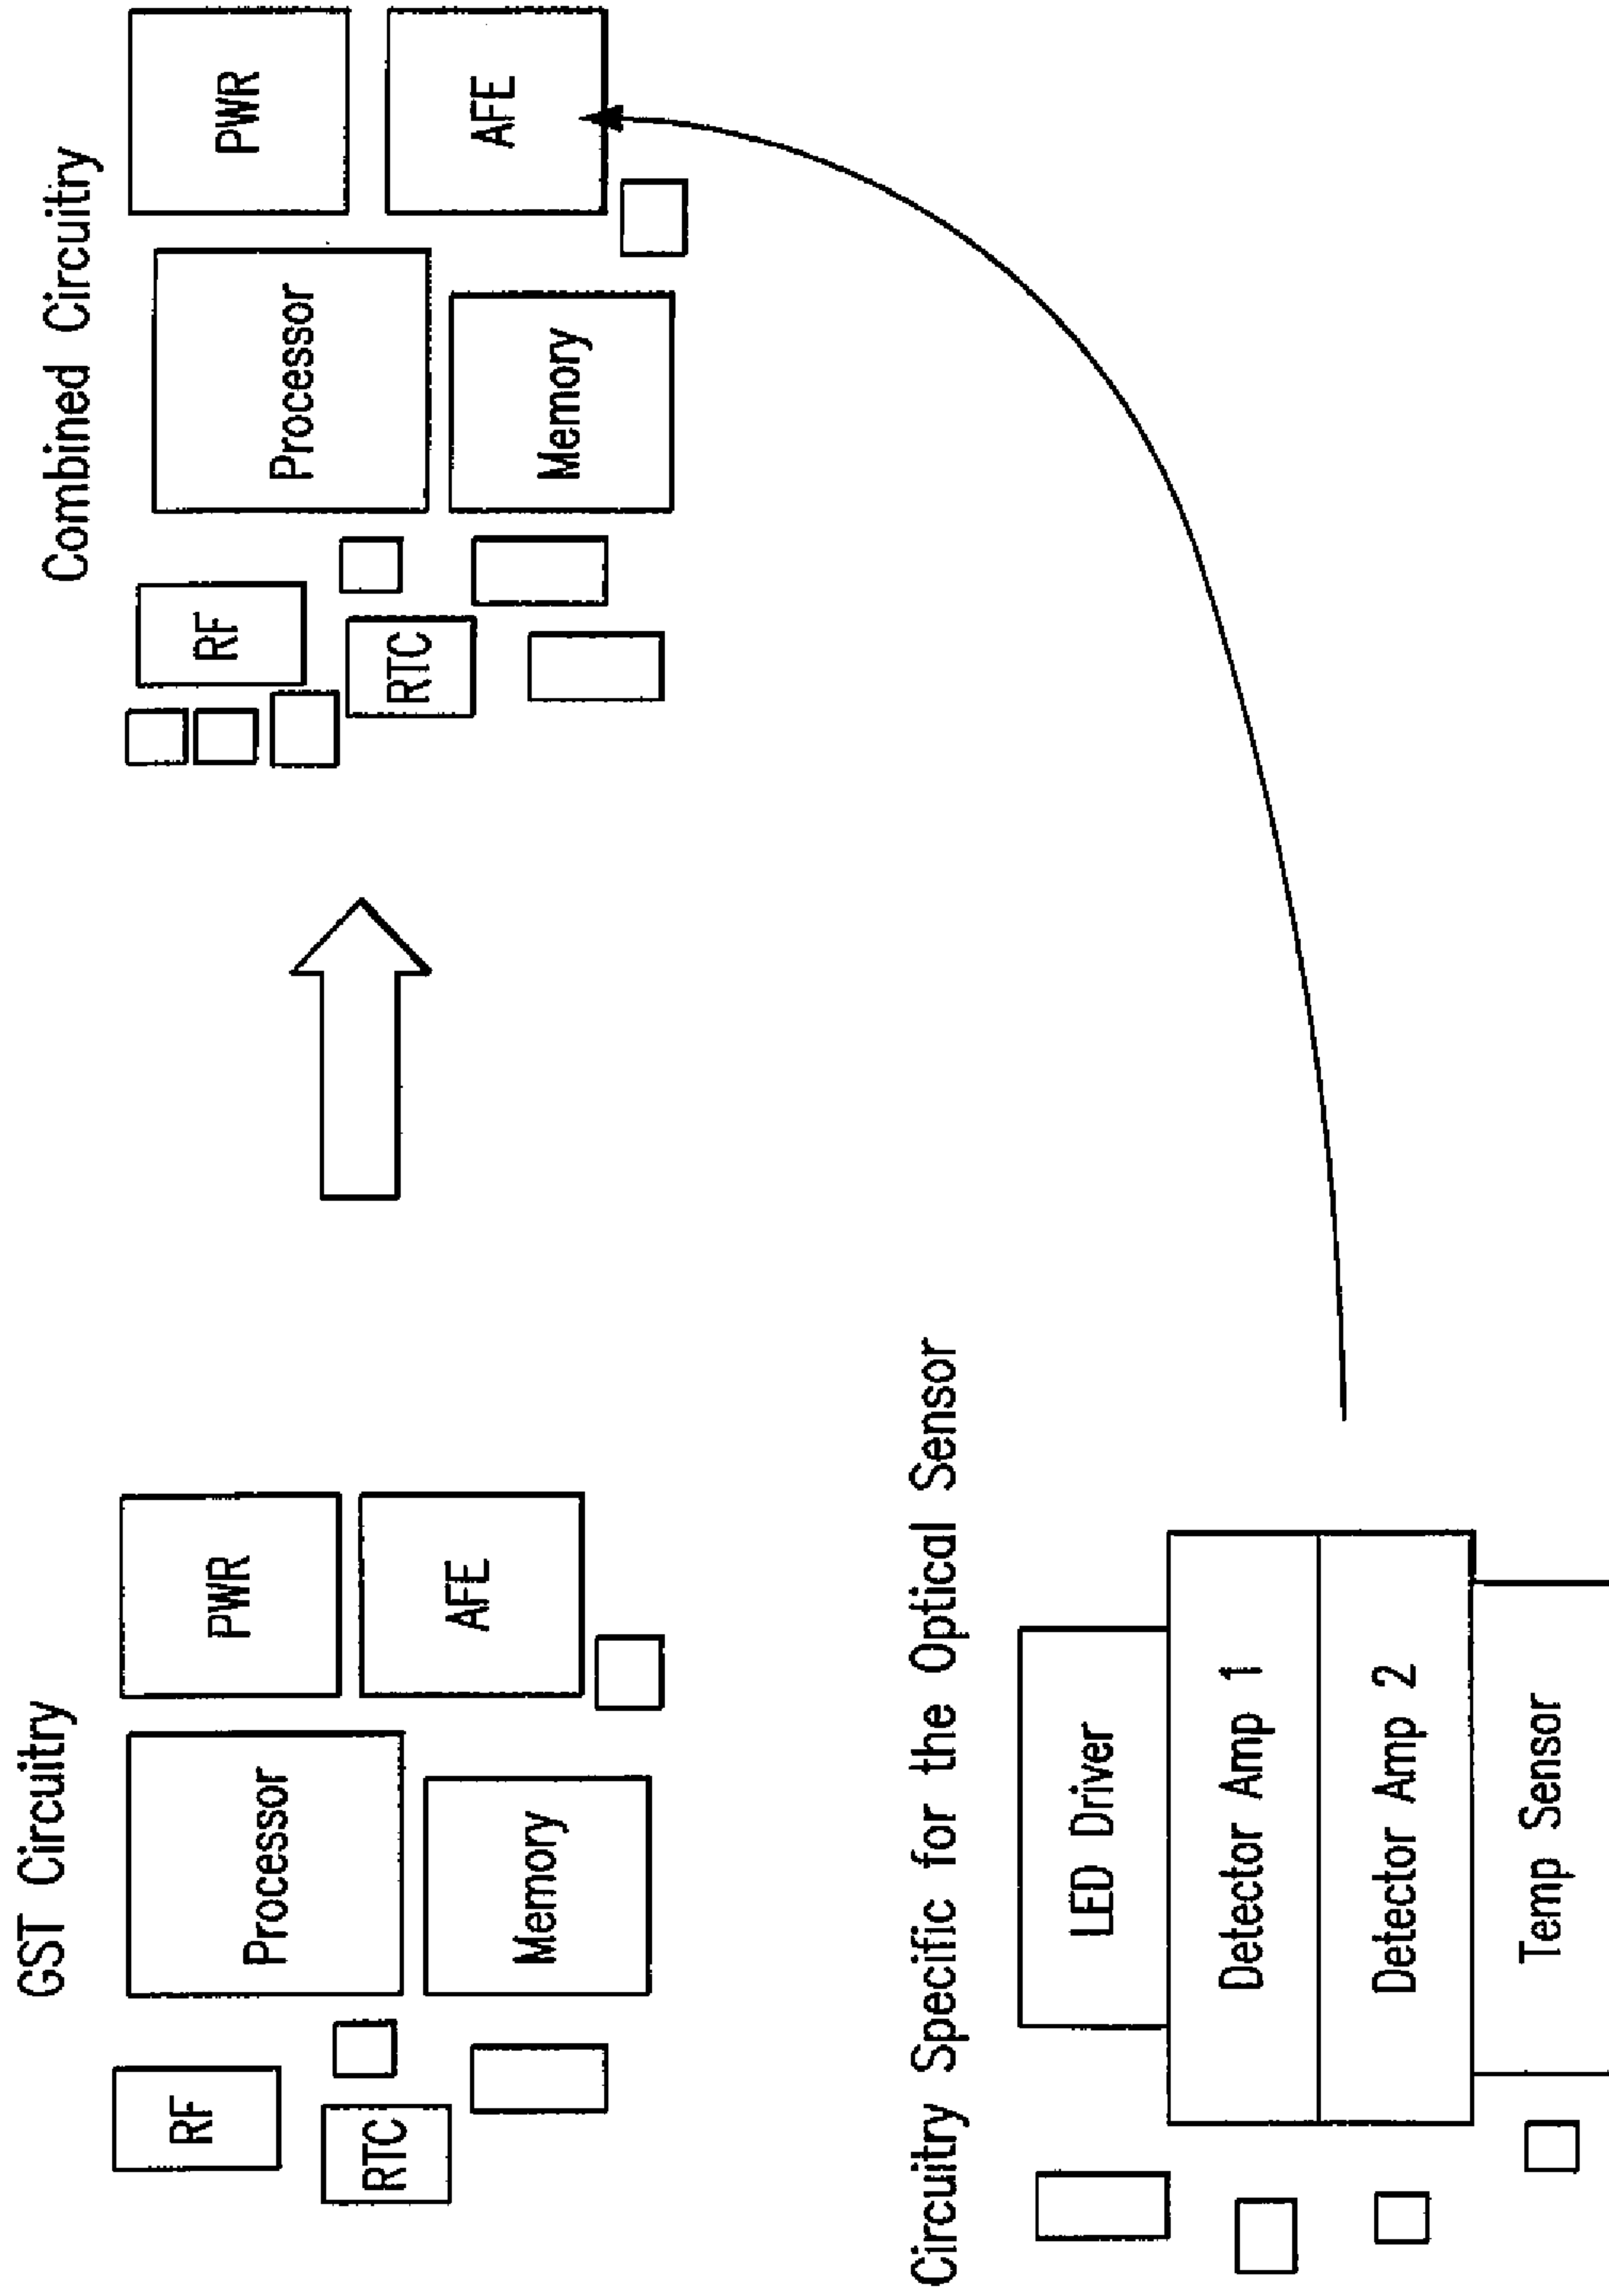 GST Circuitry
RF
Processor
PWR
RTC
Memory
AFE
Combined Circuitry
RF
Processor
PWR
RTC
Memory
AFE
Circuitry Specific for the Optical Sensor
LED Driver
Detector Amp 1
Detector Amp 2
Temp Sensor